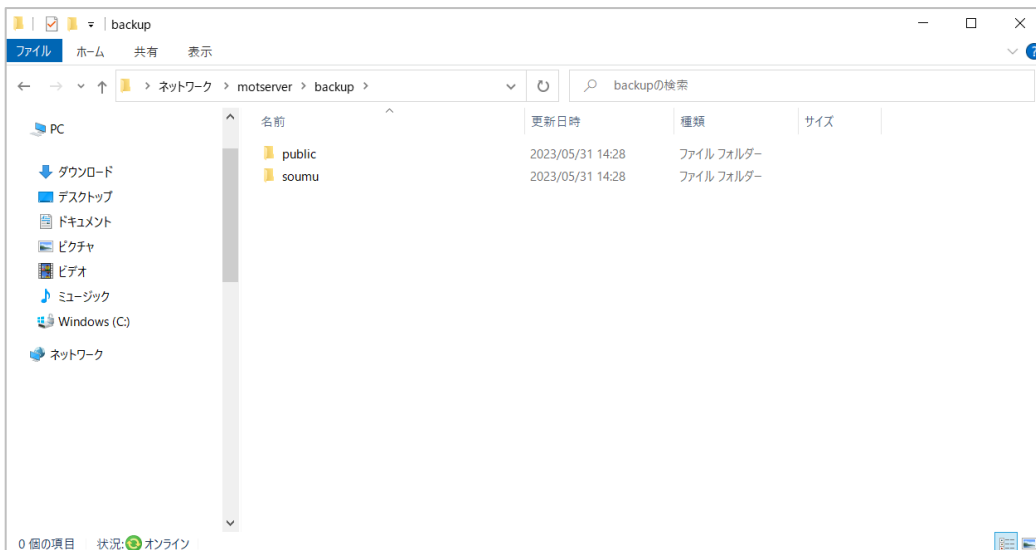 backup
ファイル ホーム 共有 表示
ネットワーク > motserver > backup > backupの検索
名前 更新日時 種類 サイズ
PC
public 2023/05/31 14:28 ファイル フォルダー
soumu 2023/05/31 14:28 ファイル フォルダー
ダウンロード
デスクトップ
ドキュメント
ピクチャ
ビデオ
ミュージック
Windows (C:)
ネットワーク
0 個の項目 状況: オンライン